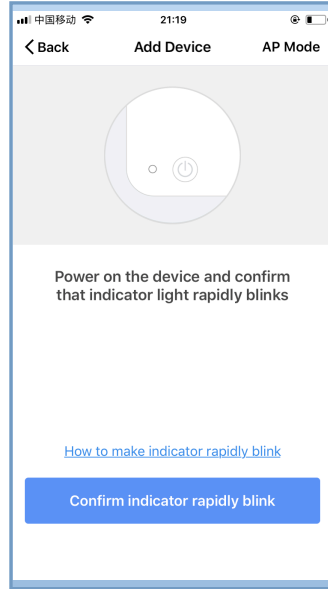 中国移动 21:19
Back Add Device AP Mode
Power on the device and confirm
that indicator light rapidly blinks
How to make indicator rapidly blink
Confirm indicator rapidly blink